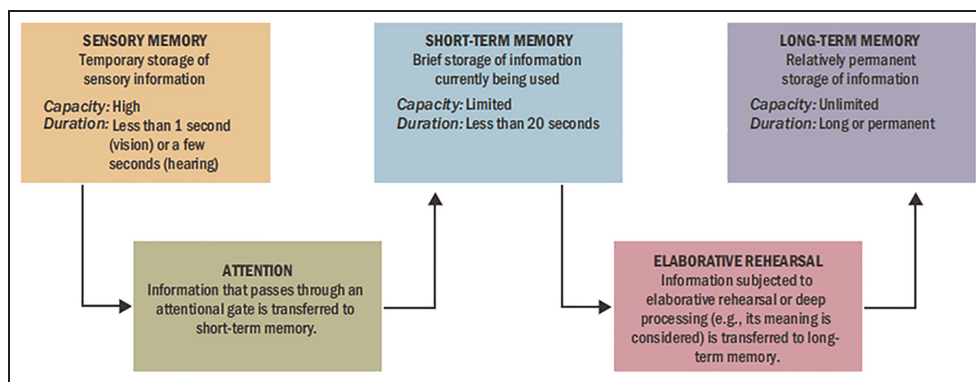 SENSORY MEMORY
Temporary storage of
sensory information
Capacity: High
Duration: Less than 1 second
(vision) or a few
seconds (hearing)
SHORT-TERM MEMORY
Brief storage of information
currently being used
Capacity: Limited
Duration: Less than 20 seconds
LONG-TERM MEMORY
Relatively permanent
storage of information
Capacity: Unlimited
Duration: Long or permanent
ATTENTION
Information that passes through an
attentional gate is transferred to
short-term memory.
ELABORATIVE REHEARSAL
Information subjected to
elaborative rehearsal or deep
processing (e.g., its meaning is
considered) is transferred to long-
term memory.